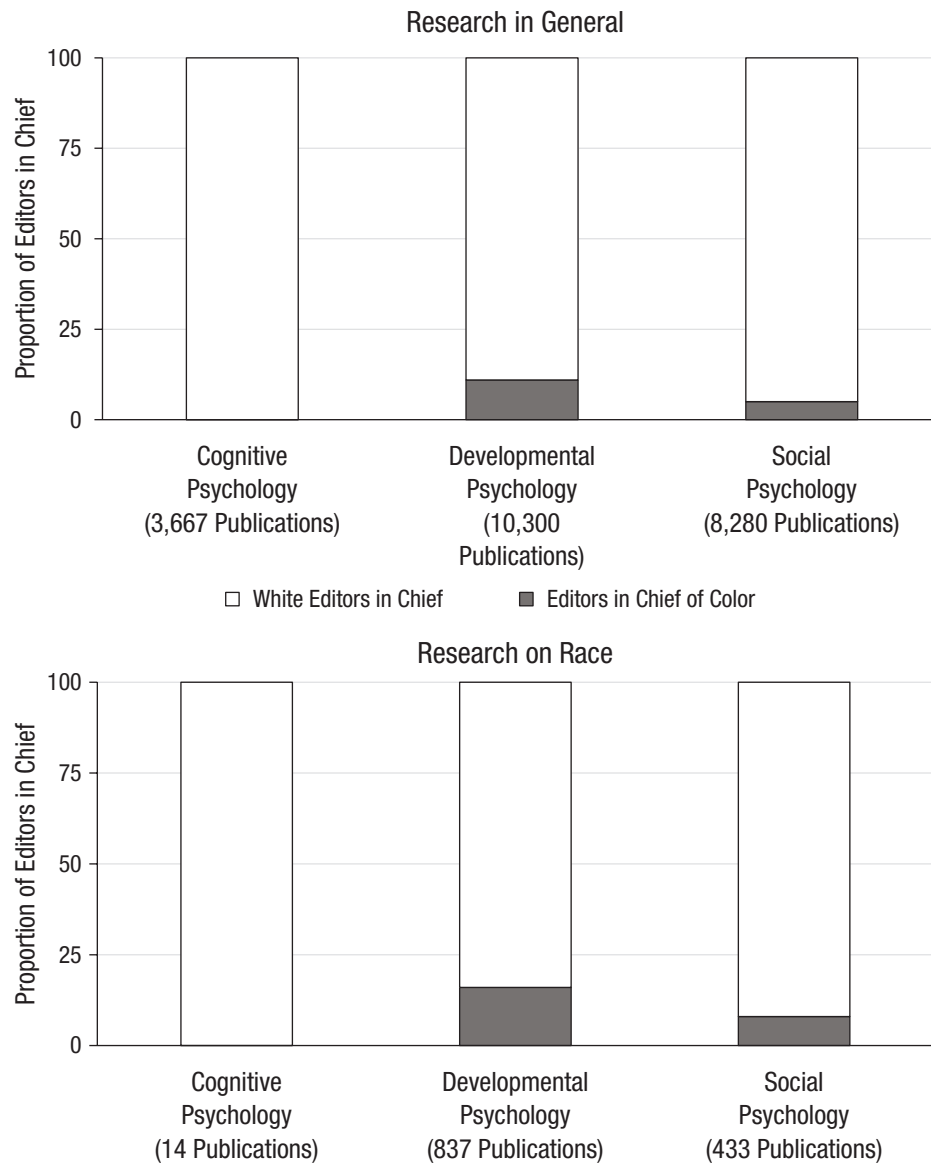 Research in General
Proportion of Editors in Chief
100
75
50
25
0
Cognitive
Psychology
(3,667 Publications)
Developmental
Psychology
(10,300
Publications)
Social
Psychology
(8,280 Publications)
White Editors in Chief
Editors in Chief of Color
Research on Race
Proportion of Editors in Chief
100
75
50
25
0
Cognitive
Psychology
(14 Publications)
Developmental
Psychology
(837 Publications)
Social
Psychology
(433 Publications)